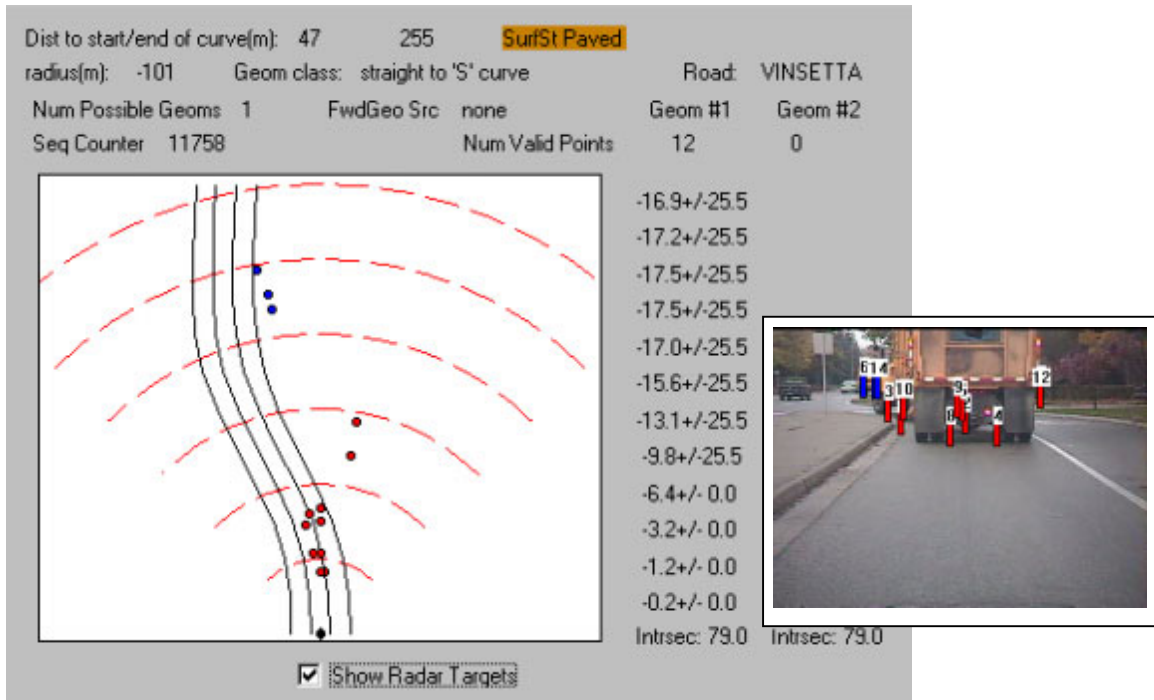 Dist to start/end of curve(m): 47 255 SurfSt Paved
radius(m): -101 Geom class: straight to 'S' curve Road: VINSETTA
Num Possible Geoms 1 FwdGeo Src none Geom #1 Geom #2
Seq Counter 11758 Num Valid Points 12 0
-16.9+/-25.5
-17.2+/-25.5
-17.5+/-25.5
-17.5+/-25.5
-17.0+/-25.5
-15.6+/-25.5
-13.1+/-25.5
-9.8+/-25.5
-6.4+/- 0.0
-3.2+/- 0.0
-1.2+/- 0.0
-0.2+/- 0.0
Intrsec: 79.0 Intrsec: 79.0
Show Radar Targets
6 14 3 10 9 2 8 4 12